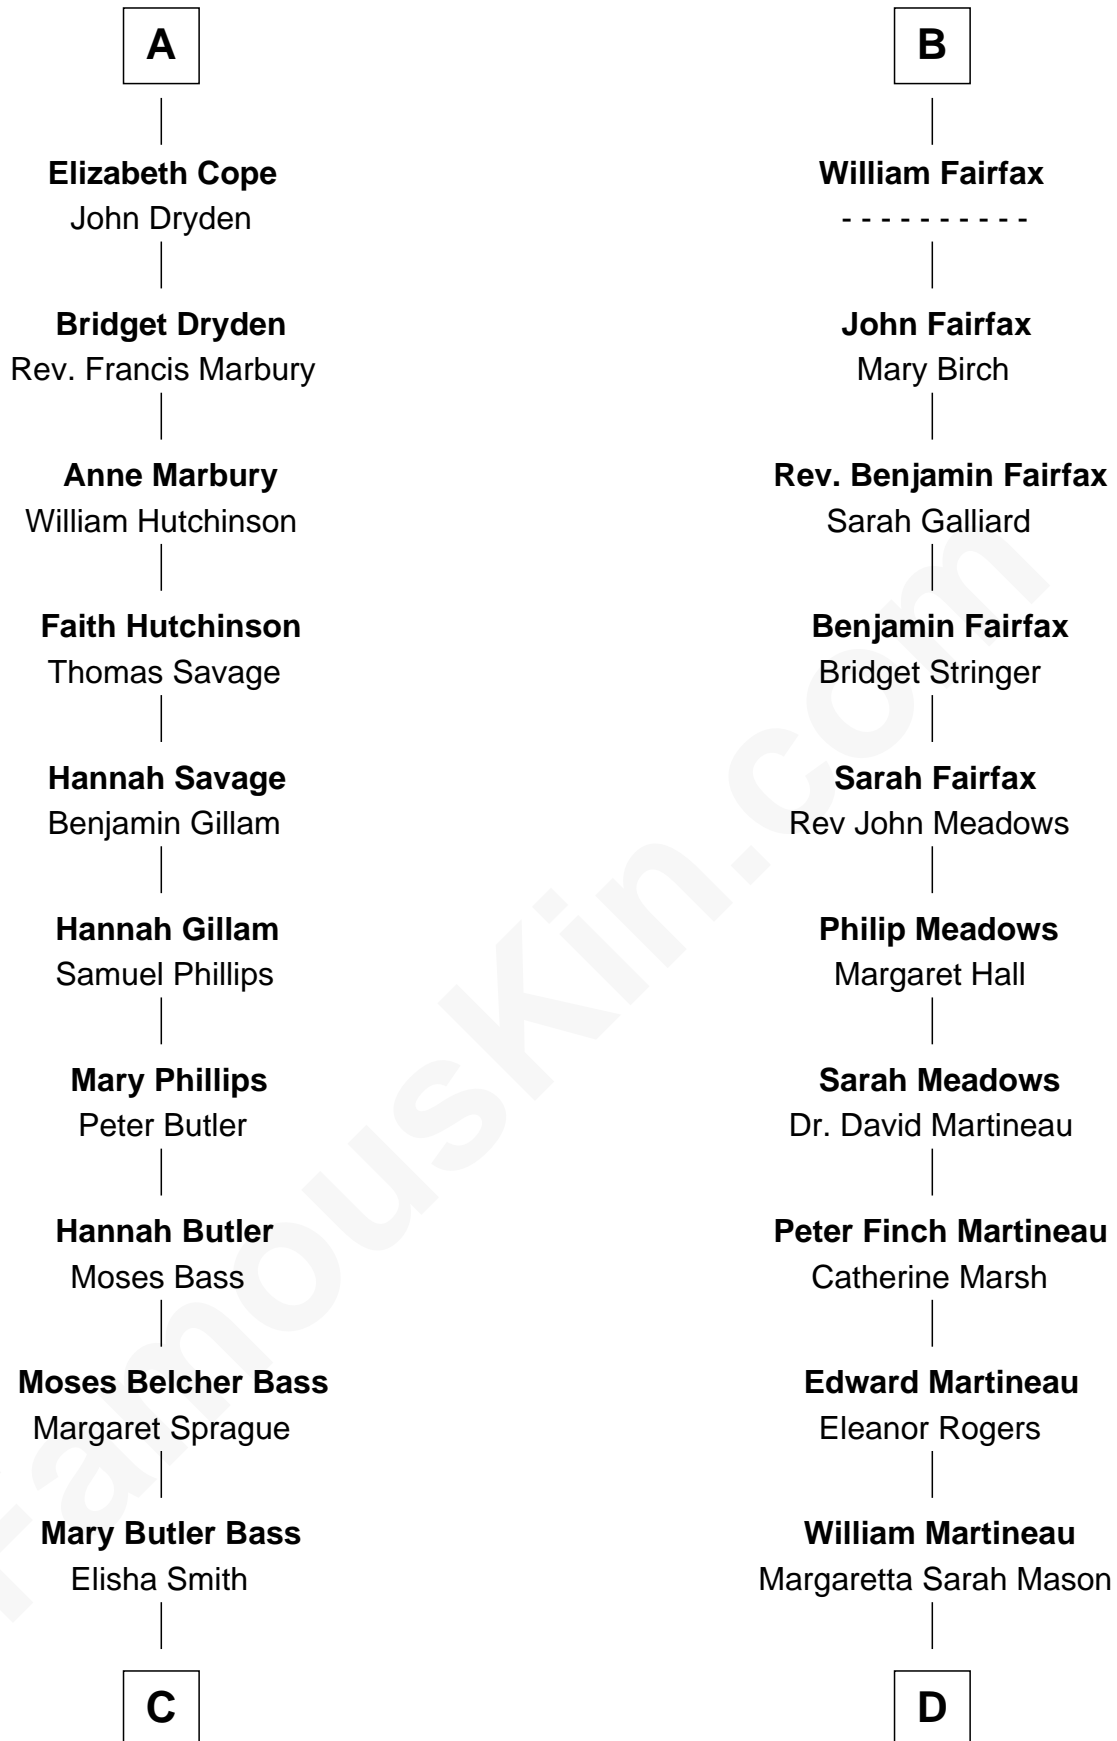 A
Elizabeth Cope
John Dryden
Bridget Dryden
Rev. Francis Marbury
Anne Marbury
William Hutchinson
Faith Hutchinson
Thomas Savage
Hannah Savage
Benjamin Gillam
Hannah Gillam
Samuel Phillips
Mary Phillips
Peter Butler
Hannah Butler
Moses Bass
Moses Belcher Bass
Margaret Sprague
Mary Butler Bass
Elisha Smith
C
B
William Fairfax
- - - - - - - - - -
John Fairfax
Mary Birch
Rev. Benjamin Fairfax
Sarah Galliard
Benjamin Fairfax
Bridget Stringer
Sarah Fairfax
Rev John Meadows
Philip Meadows
Margaret Hall
Sarah Meadows
Dr. David Martineau
Peter Finch Martineau
Catherine Marsh
Edward Martineau
Eleanor Rogers
William Martineau
Margaretta Sarah Mason
D
FamousKin.com